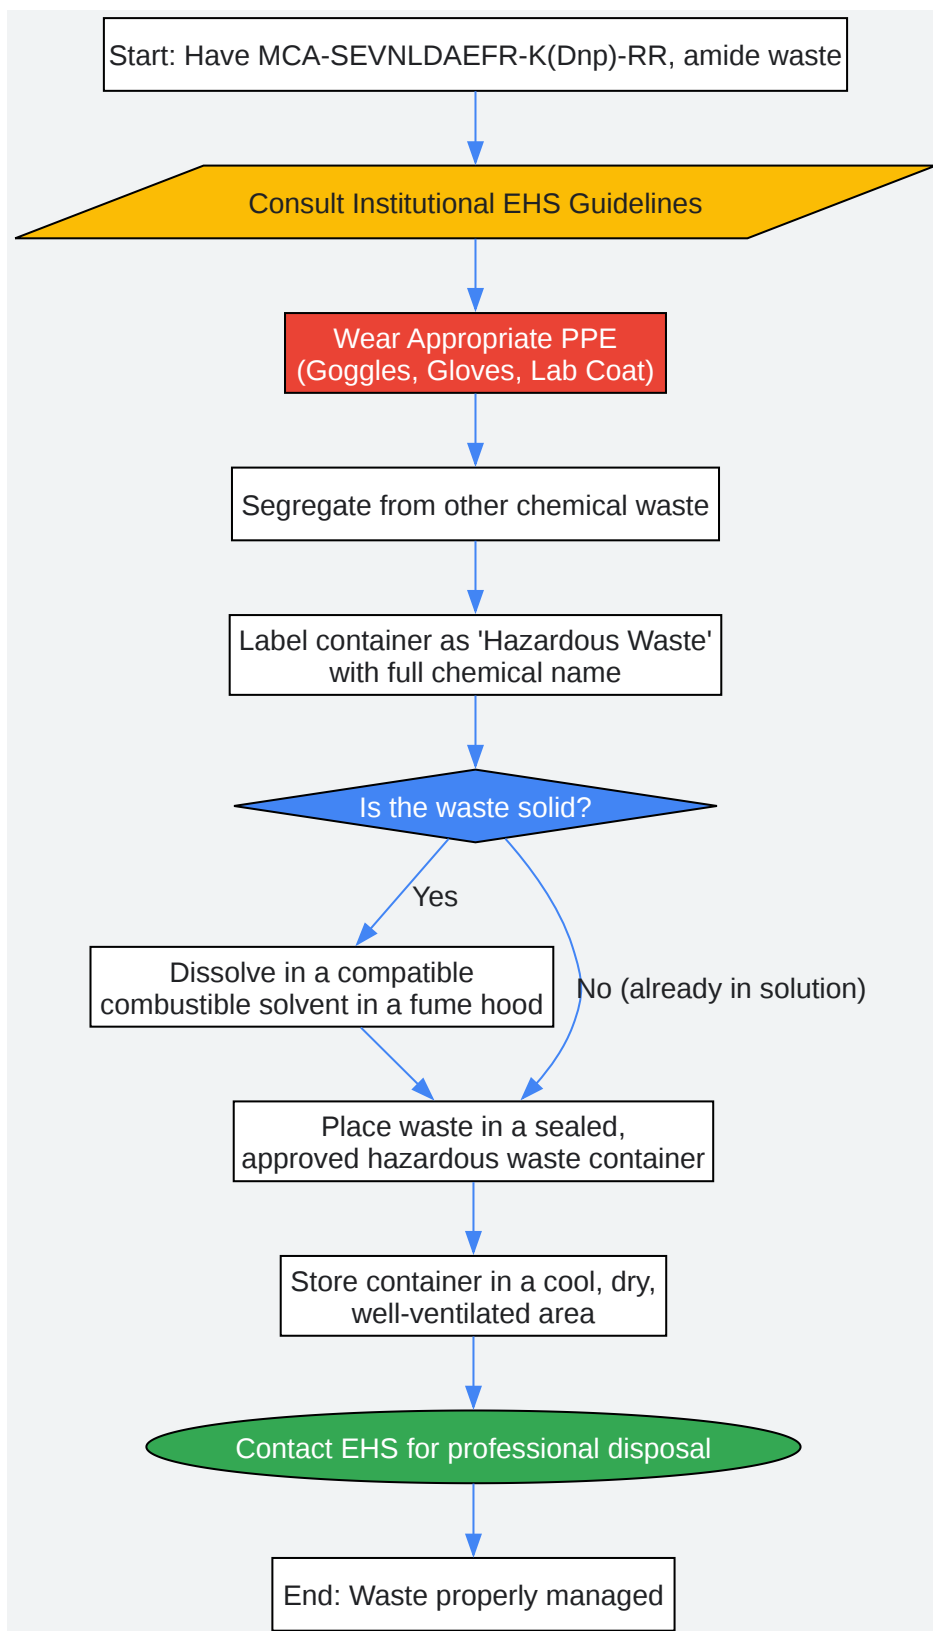 Start: Have MCA-SEVNLDAEFR-K(Dnp)-RR, amide waste
Consult Institutional EHS Guidelines
Wear Appropriate PPE
(Goggles, Gloves, Lab Coat)
Segregate from other chemical waste
Label container as 'Hazardous Waste'
with full chemical name
Is the waste solid?
Yes
Dissolve in a compatible
combustible solvent in a fume hood
No (already in solution)
Place waste in a sealed,
approved hazardous waste container
Store container in a cool, dry,
well-ventilated area
Contact EHS for professional disposal
End: Waste properly managed